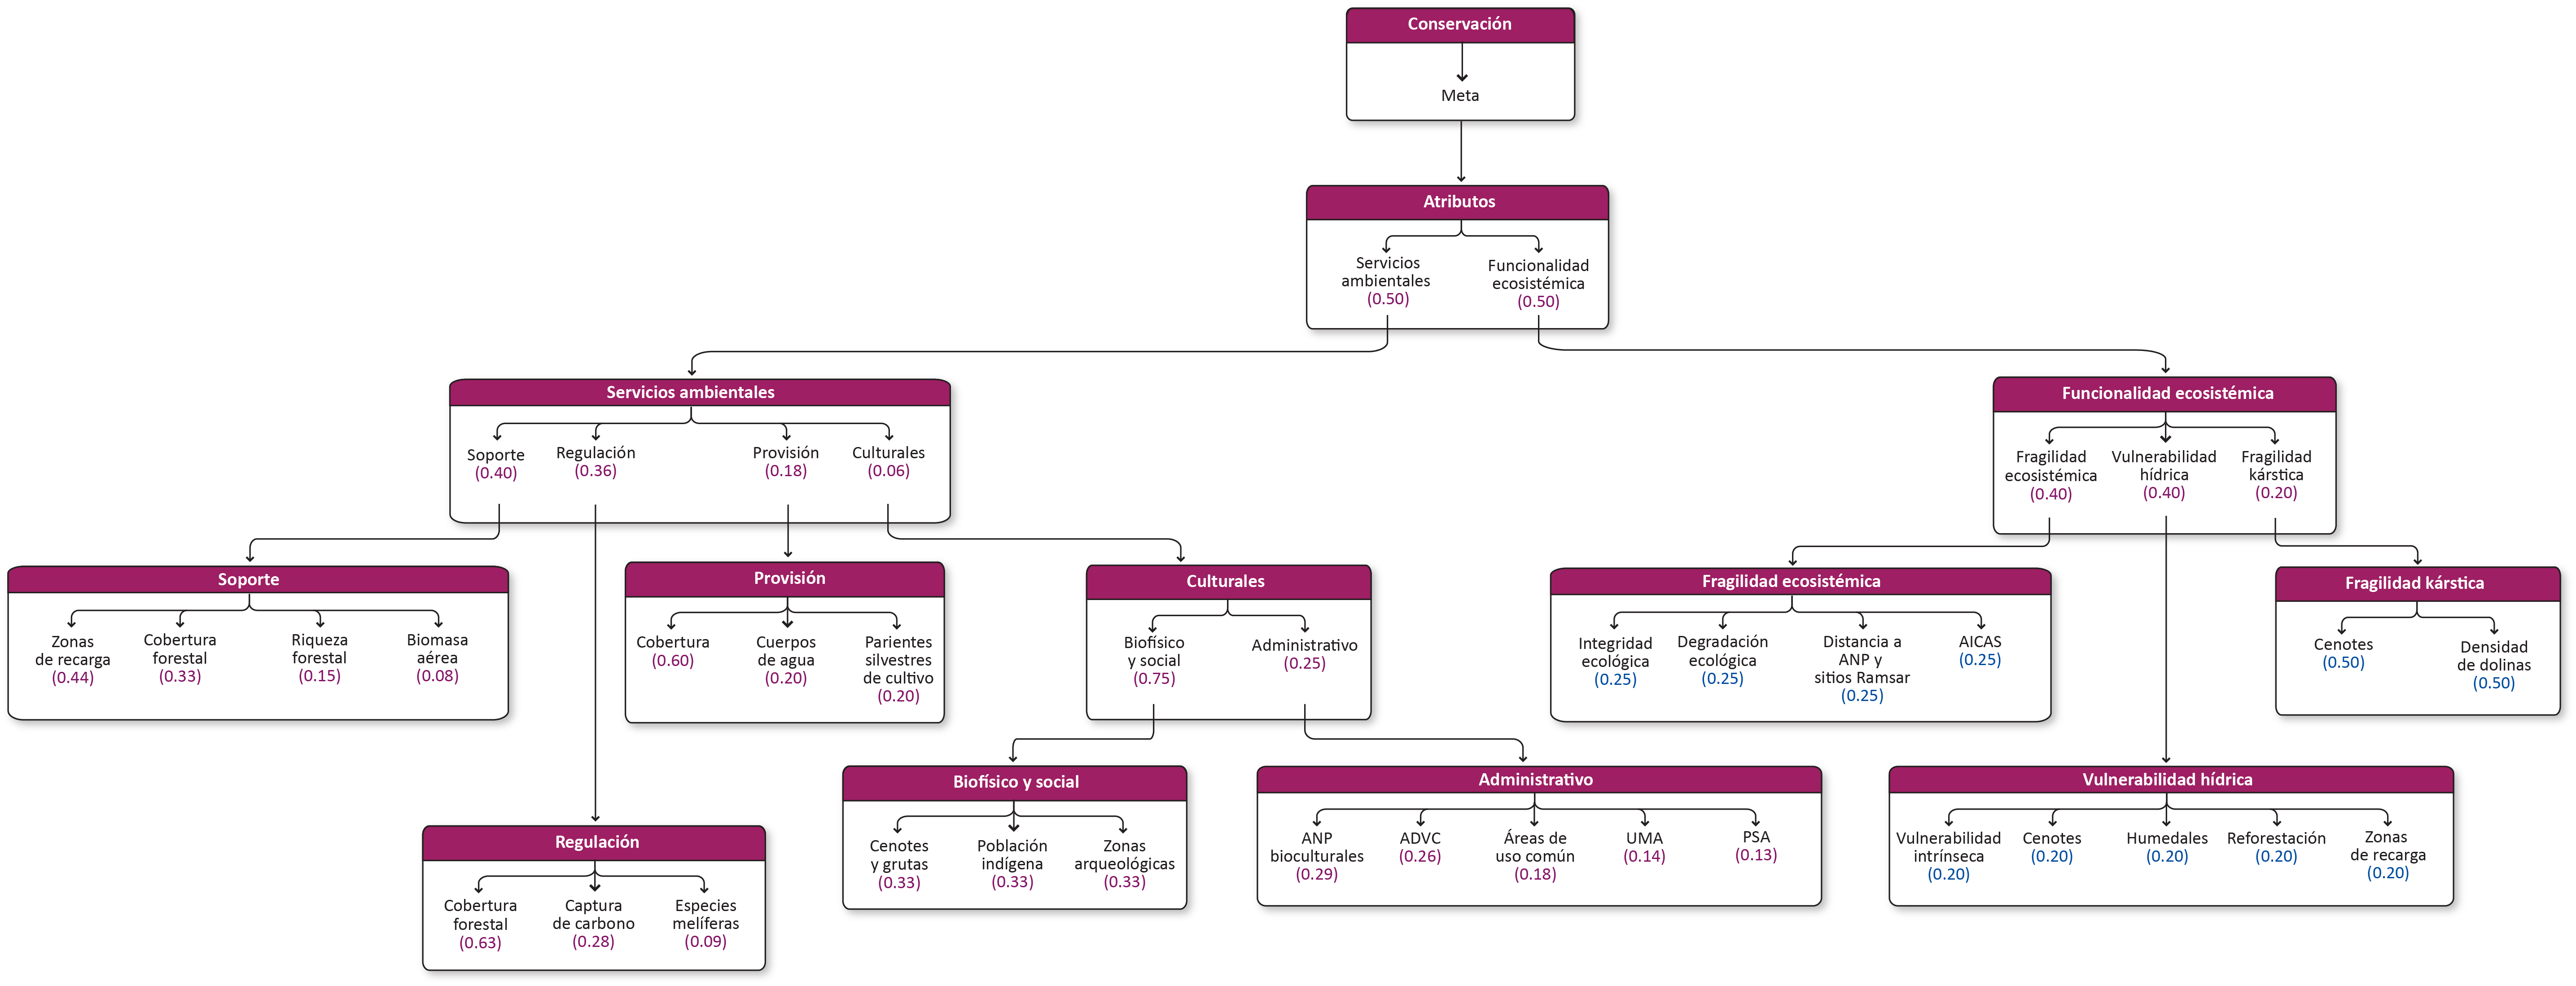 Conservación
Meta
Atributos
Servicios
ambientales
(0.50)
Funcionalidad
ecosistémica
(0.50)
Servicios ambientales
Soporte
(0.40)
Regulación
(0.36)
Provisión
(0.18)
Culturales
(0.06)
Funcionalidad ecosistémica
Fragilidad
ecosistémica
(0.40)
Vulnerabilidad
hídrica
(0.40)
Fragilidad
kárstica
(0.20)
Soporte
Zonas
de recarga
(0.44)
Cobertura
forestal
(0.33)
Riqueza
forestal
(0.15)
Biomasa
aérea
(0.08)
Provisión
Cobertura
(0.60)
Cuerpos
de agua
(0.20)
Parientes
silvestres
de cultivo
(0.20)
Culturales
Biofísico
y social
(0.75)
Administrativo
(0.25)
Fragilidad ecosistémica
Integridad
ecológica
(0.25)
Degradación
ecológica
(0.25)
Distancia a
ANP y
sitios Ramsar
(0.25)
AICAS
(0.25)
Fragilidad kárstica
Cenotes
(0.50)
Densidad
de dolinas
(0.50)
Regulación
Cobertura
forestal
(0.63)
Captura
de carbono
(0.28)
Especies
melíferas
(0.09)
Biofísico y social
Cenotes
y grutas
(0.33)
Población
indígena
(0.33)
Zonas
arqueológicas
(0.33)
Administrativo
ANP
bioculturales
(0.29)
ADVC
(0.26)
Áreas de
uso común
(0.18)
UMA
(0.14)
PSA
(0.13)
Vulnerabilidad hídrica
Vulnerabilidad
intrínseca
(0.20)
Cenotes
(0.20)
Humedales
(0.20)
Reforestación
(0.20)
Zonas
de recarga
(0.20)